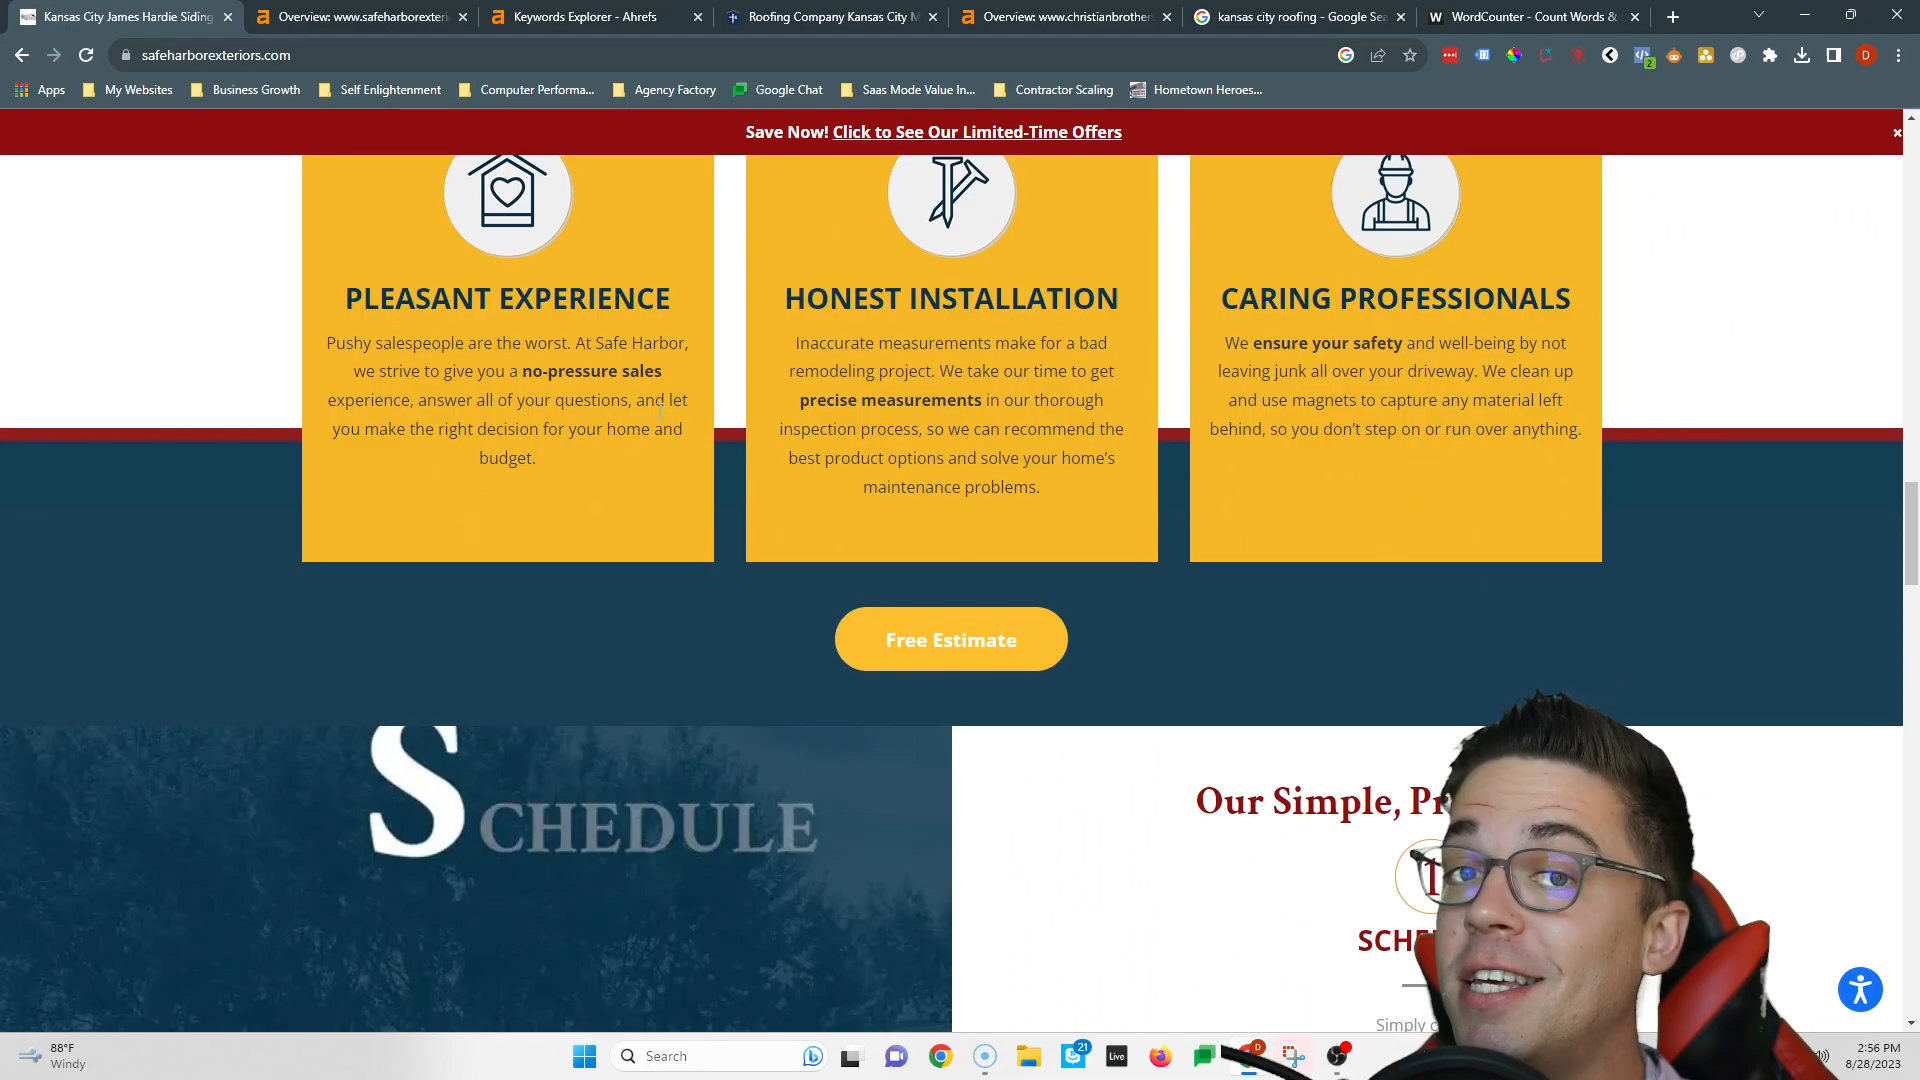 Kansas City James Hardie Siding
Overview: www.safeharborexteri
Keywords Explorer - Ahrefs
Roofing Company Kansas City M
Overview: www.christianbrothers
kansas city roofing - Google Sea
WordCounter - Count Words &
safeharborexteriors.com
2
D
Apps
My Websites
Business Growth
Self Enlightenment
Computer Performa...
Agency Factory
Google Chat
Saas Mode Value In...
Contractor Scaling
Hometown Heroes...
Save Now! Click to See Our Limited-Time Offers
PLEASANT EXPERIENCE
Pushy salespeople are the worst. At Safe Harbor,
we strive to give you a no-pressure sales
experience, answer all of your questions, and let
you make the right decision for your home and
budget.
HONEST INSTALLATION
Inaccurate measurements make for a bad
remodeling project. We take our time to get
precise measurements in our thorough
inspection process, so we can recommend the
best product options and solve your home's
maintenance problems.
CARING PROFESSIONALS
We ensure your safety and well-being by not
leaving junk all over your driveway. We clean up
and use magnets to capture any material left
behind, so you don't step on or run over anything.
Free Estimate
SCHEDULE
Our Simple, Pr
1
SCHE
Simply
88°F
Windy
Search
21
Live
D
2:56 PM
8/28/2023